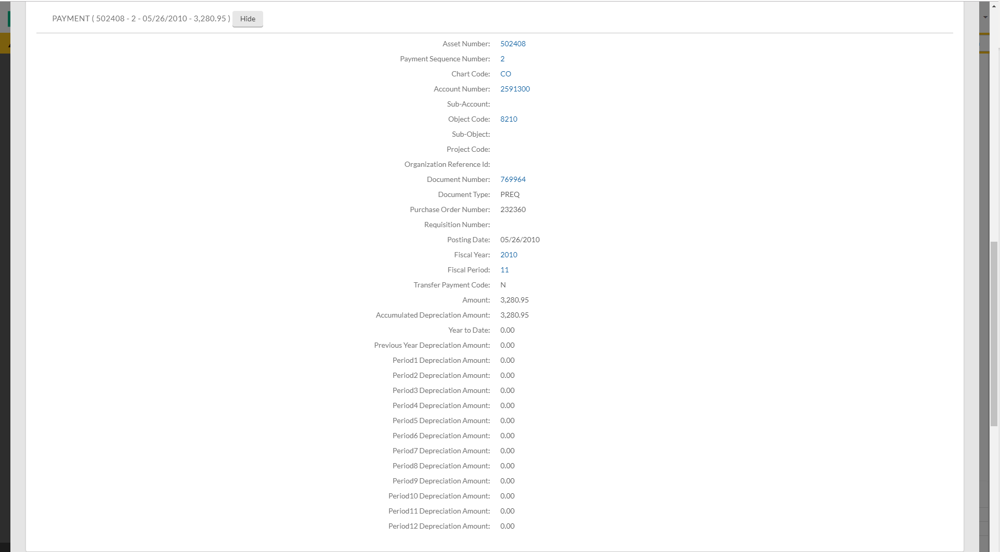 PAYMENT ( 502408 - 2 - 05/26/2010 - 3,280.95 ) Hide
Asset Number: 502408
Payment Sequence Number: 2
Chart Code: CO
Account Number: 2591300
Sub-Account:
Object Code: 8210
Sub-Object:
Project Code:
Organization Reference Id:
Document Number: 769964
Document Type: PREQ
Purchase Order Number: 232360
Requisition Number:
Posting Date: 05/26/2010
Fiscal Year: 2010
Fiscal Period: 11
Transfer Payment Code: N
Amount: 3,280.95
Accumulated Depreciation Amount: 3,280.95
Year to Date: 0.00
Previous Year Depreciation Amount: 0.00
Period1 Depreciation Amount: 0.00
Period2 Depreciation Amount: 0.00
Period3 Depreciation Amount: 0.00
Period4 Depreciation Amount: 0.00
Period5 Depreciation Amount: 0.00
Period6 Depreciation Amount: 0.00
Period7 Depreciation Amount: 0.00
Period8 Depreciation Amount: 0.00
Period9 Depreciation Amount: 0.00
Period10 Depreciation Amount: 0.00
Period11 Depreciation Amount: 0.00
Period12 Depreciation Amount: 0.00